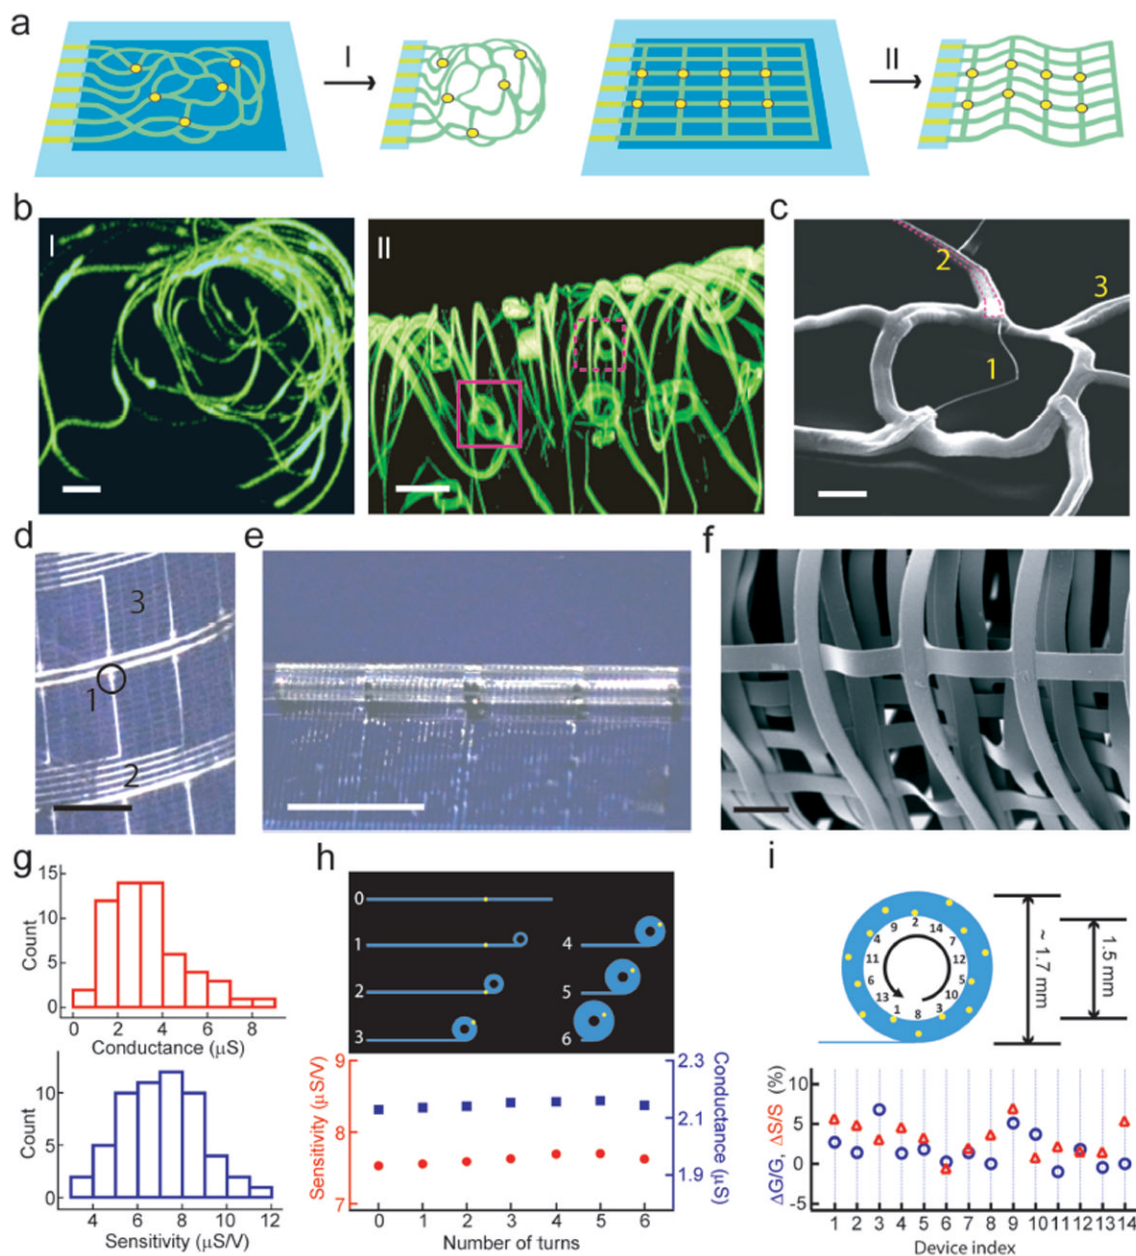 a
I
II
b
I
II
c
2
3
1
d
3
1
2
e
f
g
15
10
5
0
Count
0 2 4 6 8
Conductance (μS)
10
5
0
Count
4 6 8 10 12
Sensitivity (μS/V)
h
0
1
2
3
4
5
6
9
8
7
Sensitivity (μS/V)
2.3
2.1
1.9
Conductance (μS)
0 1 2 3 4 5 6
Number of turns
i
2
14
7
12
5
10
3
8
1
13
6
11
4
9
~ 1.7 mm
1.5 mm
10
5
0
-5
ΔG/G, ΔS/S (%)
1 2 3 4 5 6 7 8 9 10 11 12 13 14
Device index